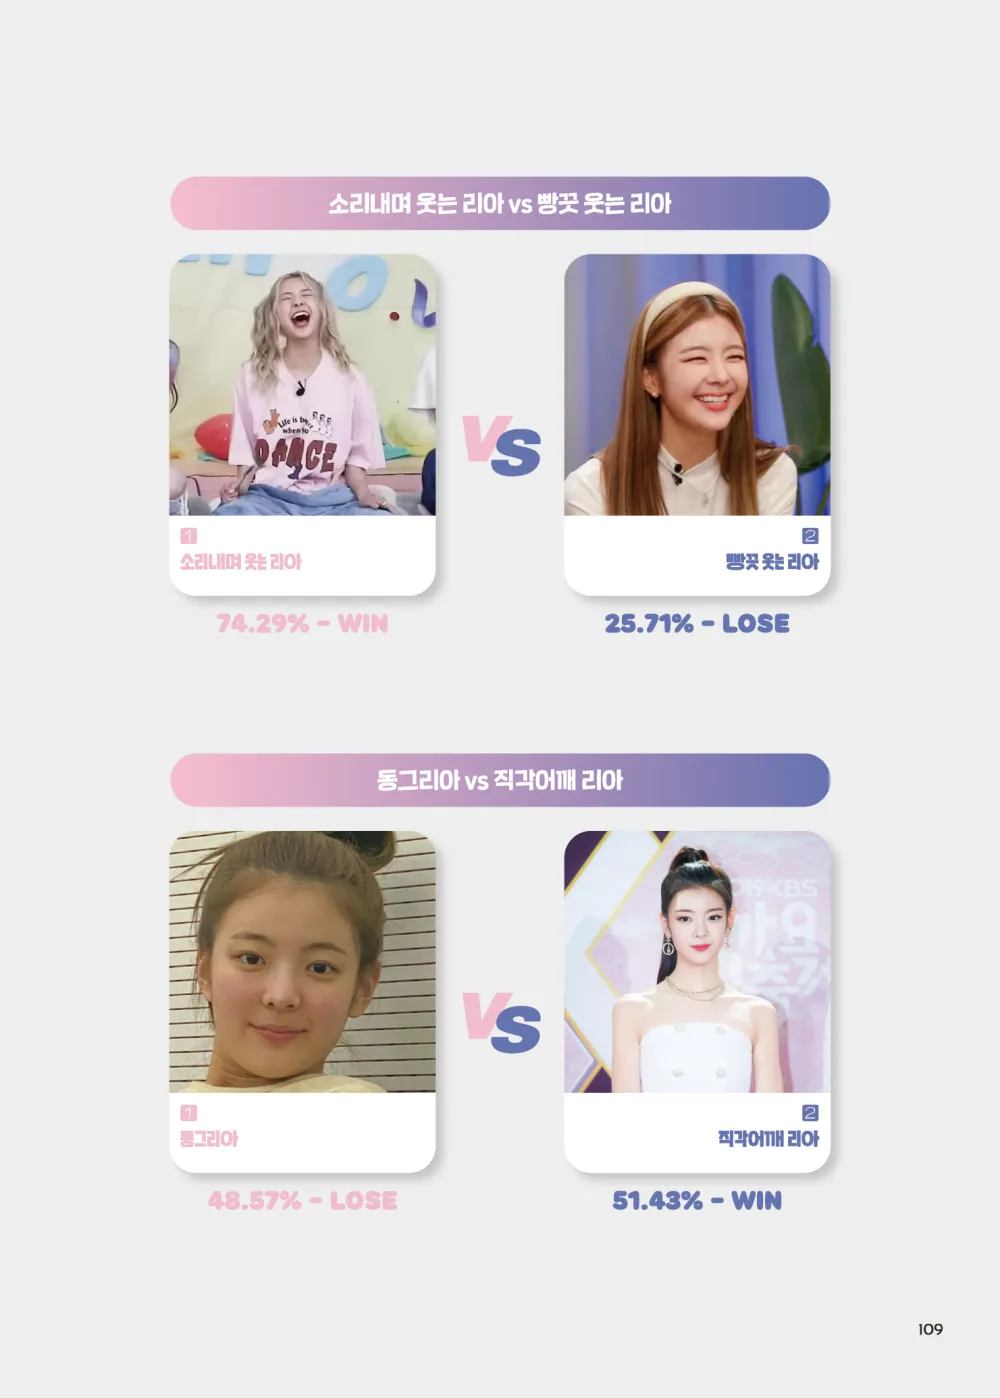 소리내며 웃는 리아 vs 빵끗 웃는 리아
Life is better
when you
DANCE
VS
1
소리내며 웃는 리아
2
빵끗 웃는 리아
74.29% - WIN
25.71% - LOSE
동그리아 vs 직각어깨 리아
2019 KBS
가요
대축제
VS
1
동그리아
2
직각어깨 리아
48.57% - LOSE
51.43% - WIN
109